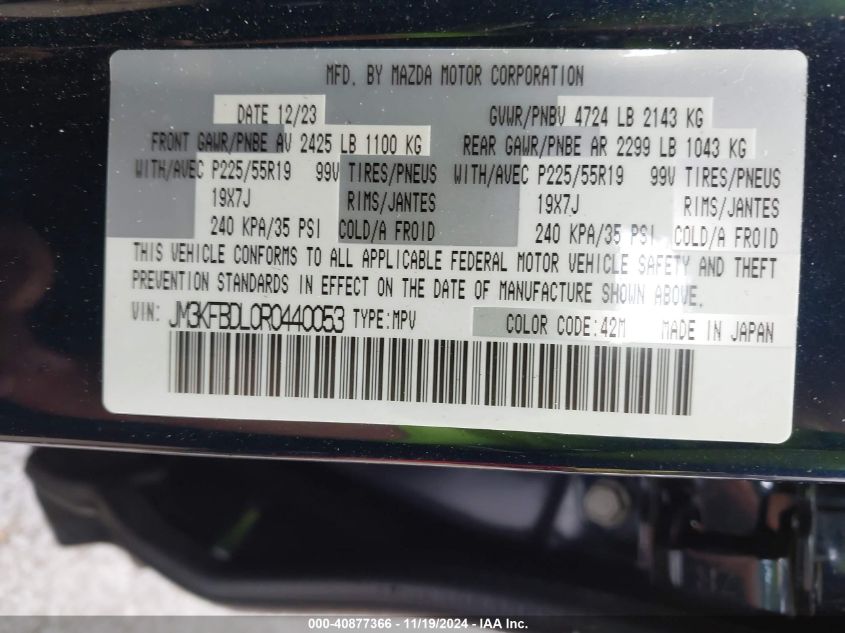 MFD. BY MAZDA MOTOR CORPORATION
DATE 12/23 GVWR/PNBV 4724 LB 2143 KG
FRONT GAWR/PNBE AV 2425 LB 1100 KG REAR GAWR/PNBE AR 2299 LB 1043 KG
WITH/AVEC P225/55R19 99V TIRES/PNEUS WITH/AVEC P225/55R19 99V TIRES/PNEUS
19X7J RIMS/JANTES 19X7J RIMS/JANTES
240 KPA/35 PSI COLD/A FROID 240 KPA/35 PSI COLD/A FROID
THIS VEHICLE CONFORMS TO ALL APPLICABLE FEDERAL MOTOR VEHICLE SAFETY AND THEFT
PREVENTION STANDARDS IN EFFECT ON THE DATE OF MANUFACTURE SHOWN ABOVE.
VIN: JM3KFBDL0R0440053 TYPE:MPV COLOR CODE:42M MADE IN JAPAN
000-40877366 - 11/19/2024 - IAA Inc.